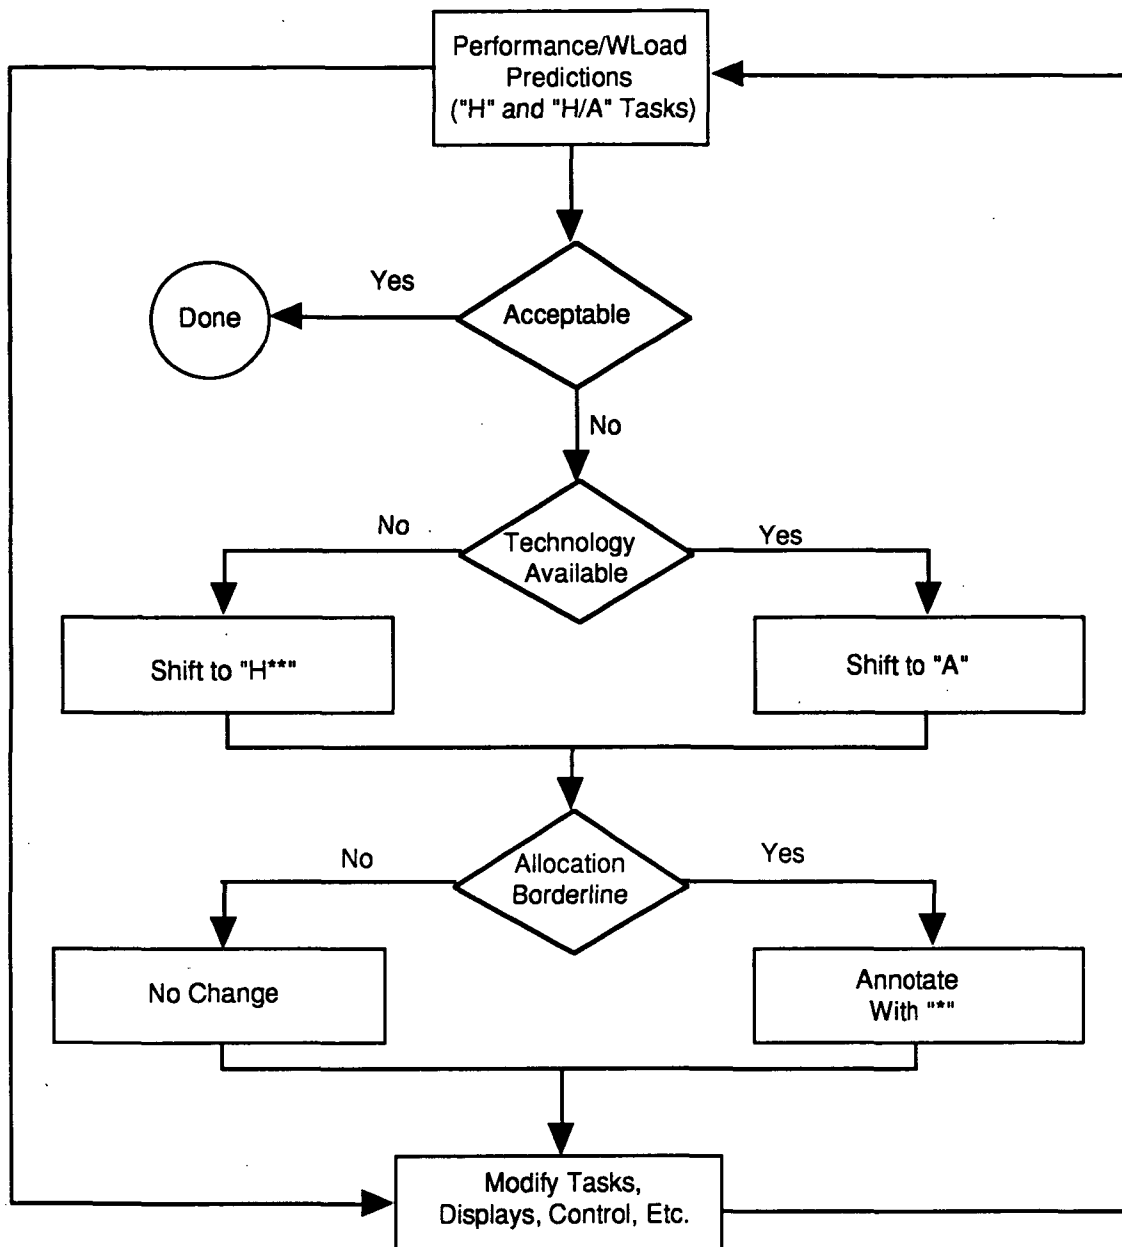 Performance/WLoad
Predictions
("H" and "H/A" Tasks)
Yes
Done
Acceptable
No
No
Technology
Available
Yes
Shift to "H**"
Shift to "A"
No
Allocation
Borderline
Yes
No Change
Annotate
With "*"
Modify Tasks,
Displays, Control, Etc.